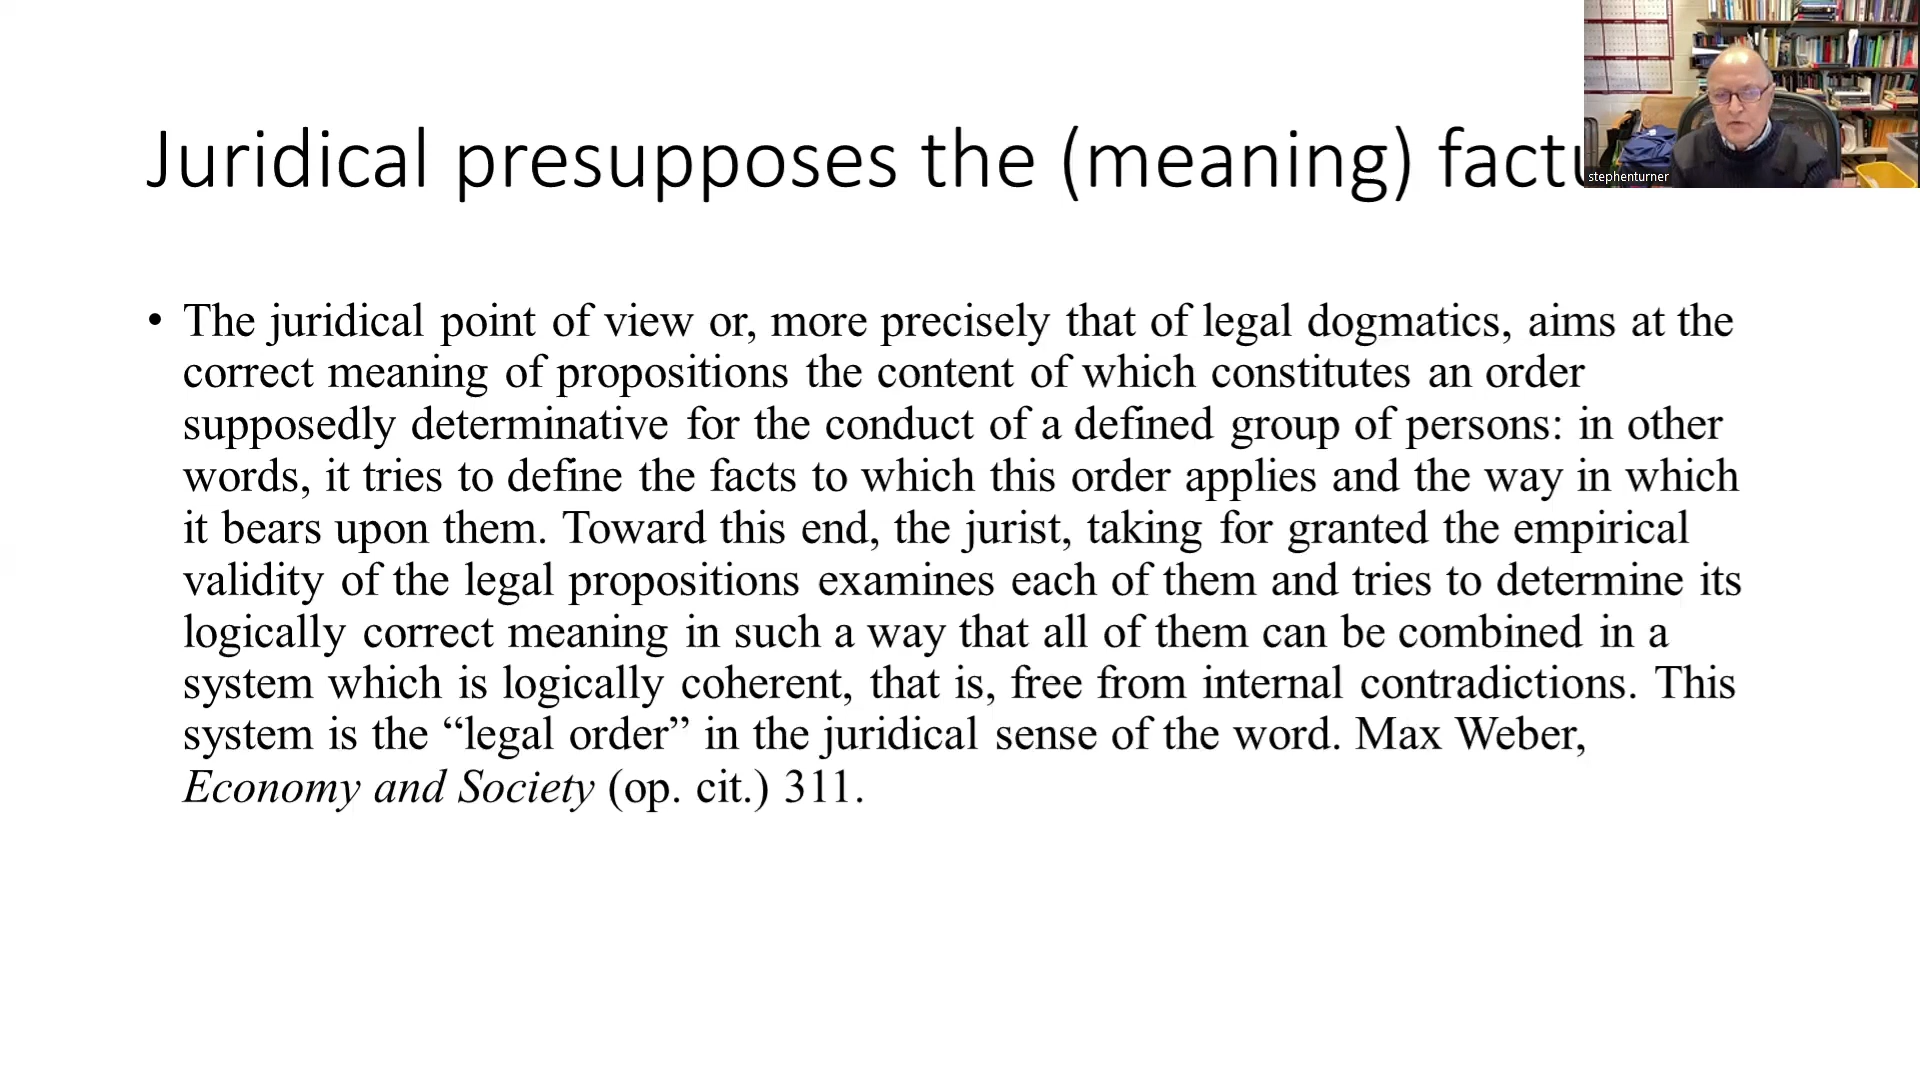 Juridical presupposes the (meaning) factu
stephenturner
• The juridical point of view or, more precisely that of legal dogmatics, aims at the
correct meaning of propositions the content of which constitutes an order
supposedly determinative for the conduct of a defined group of persons: in other
words, it tries to define the facts to which this order applies and the way in which
it bears upon them. Toward this end, the jurist, taking for granted the empirical
validity of the legal propositions examines each of them and tries to determine its
logically correct meaning in such a way that all of them can be combined in a
system which is logically coherent, that is, free from internal contradictions. This
system is the “legal order” in the juridical sense of the word. Max Weber,
Economy and Society (op. cit.) 311.